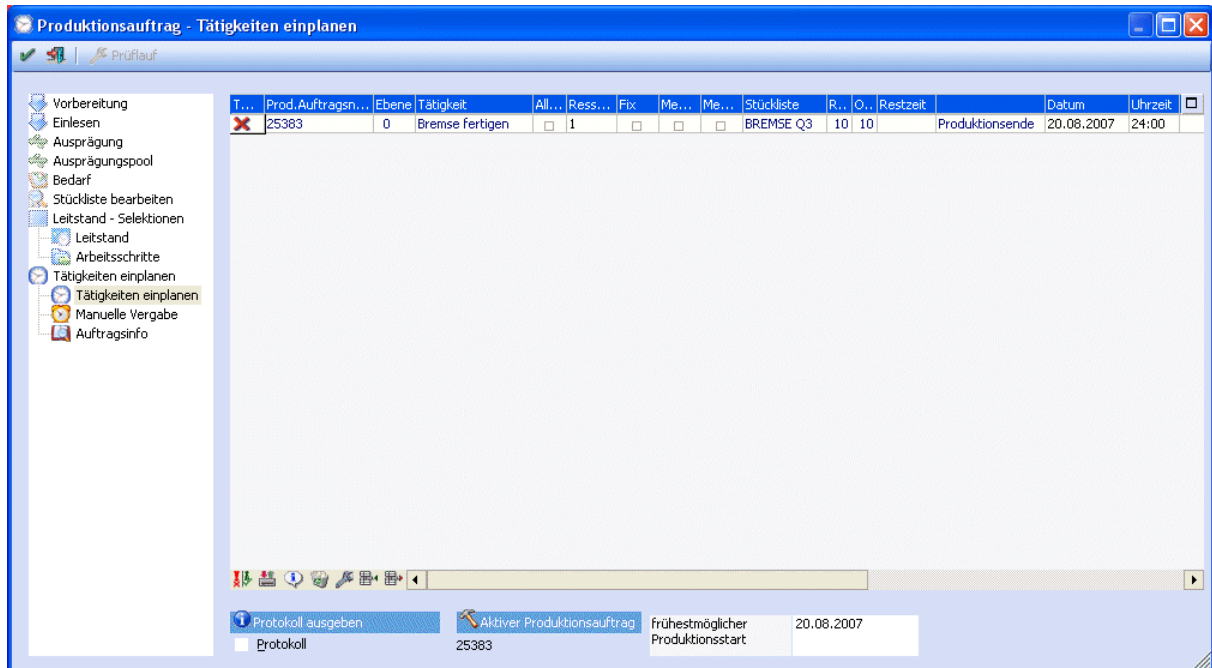 Produktionsauftrag - Tätigkeiten einplanen
Prüflauf
Vorbereitung
Einlesen
Ausprägung
Ausprägungspool
Bedarf
Stückliste bearbeiten
Leitstand - Selektionen
Leitstand
Arbeitsschritte
Tätigkeiten einplanen
Tätigkeiten einplanen
Manuelle Vergabe
Auftragsinfo
T... Prod.Auftragsn... Ebene Tätigkeit All... Ress... Fix Me... Me... Stückliste R... O... Restzeit Datum Uhrzeit
25383 0 Bremse fertigen 1 BREMSE Q3 10 10 Produktionsende 20.08.2007 24:00
Protokoll ausgeben
Protokoll
Aktiver Produktionsauftrag
25383
frühestmöglicher
Produktionsstart
20.08.2007